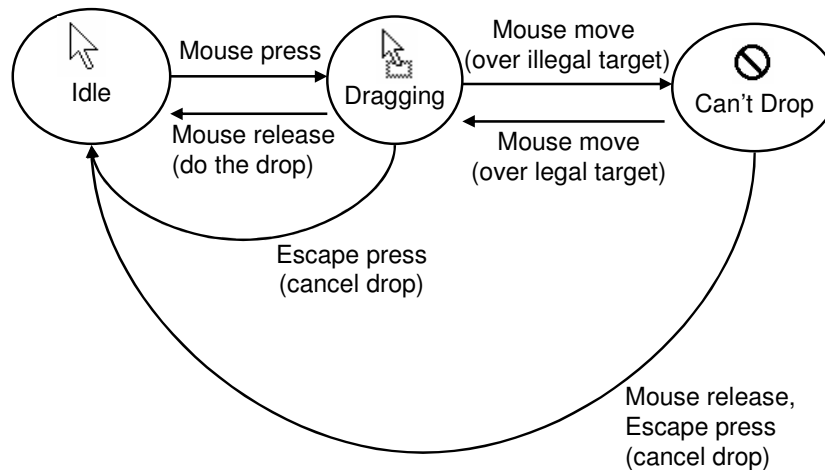 Idle
Mouse press
Mouse release
(do the drop)
Dragging
Mouse move
(over illegal target)
Mouse move
(over legal target)
Can't Drop
Escape press
(cancel drop)
Mouse release,
Escape press
(cancel drop)